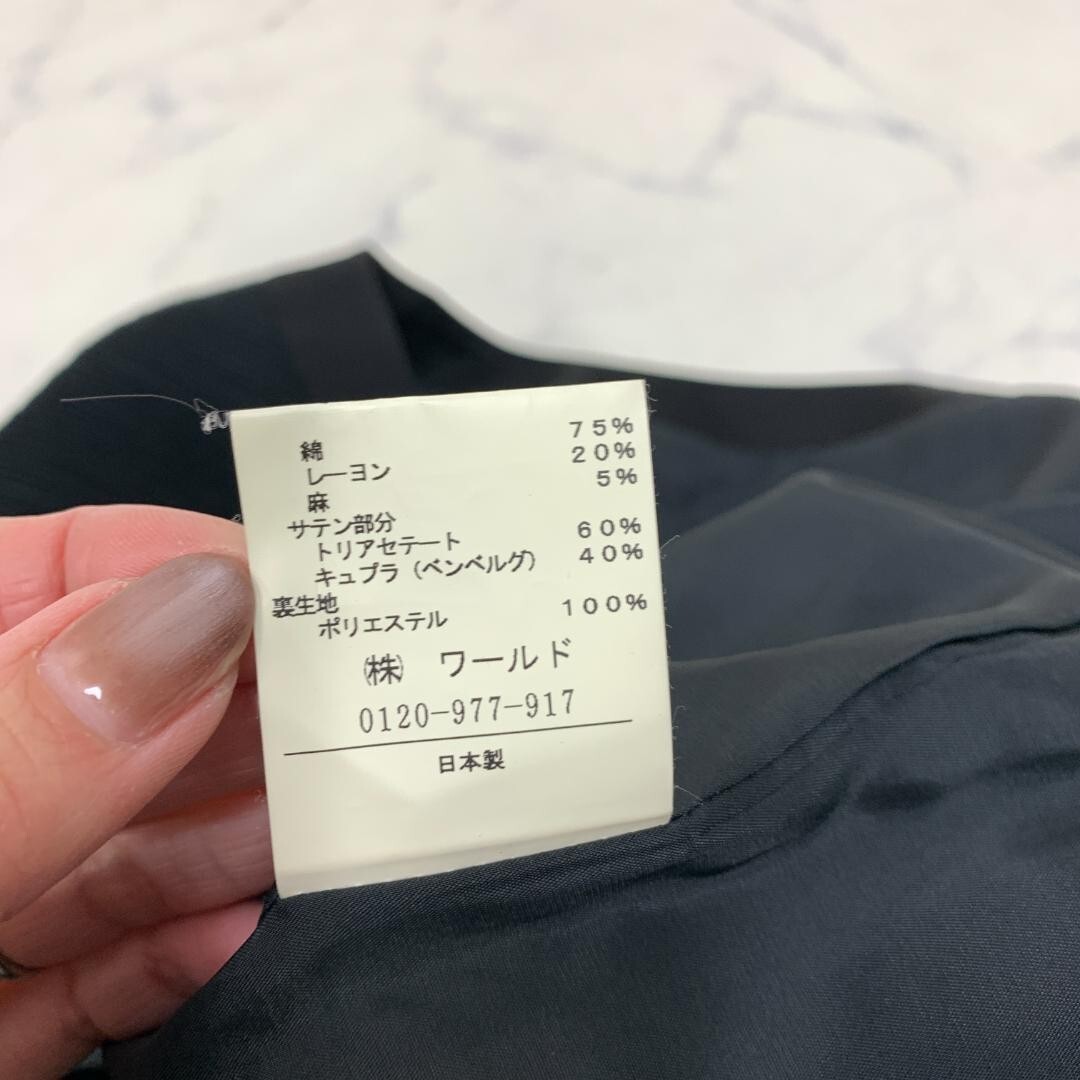 綿 75%
レーヨン 20%
麻 5%
サテン部分
トリアセテート 60%
キュプラ (ベンベルグ) 40%
裏生地
ポリエステル 100%
㈱ ワールド
0120-977-917
日本製